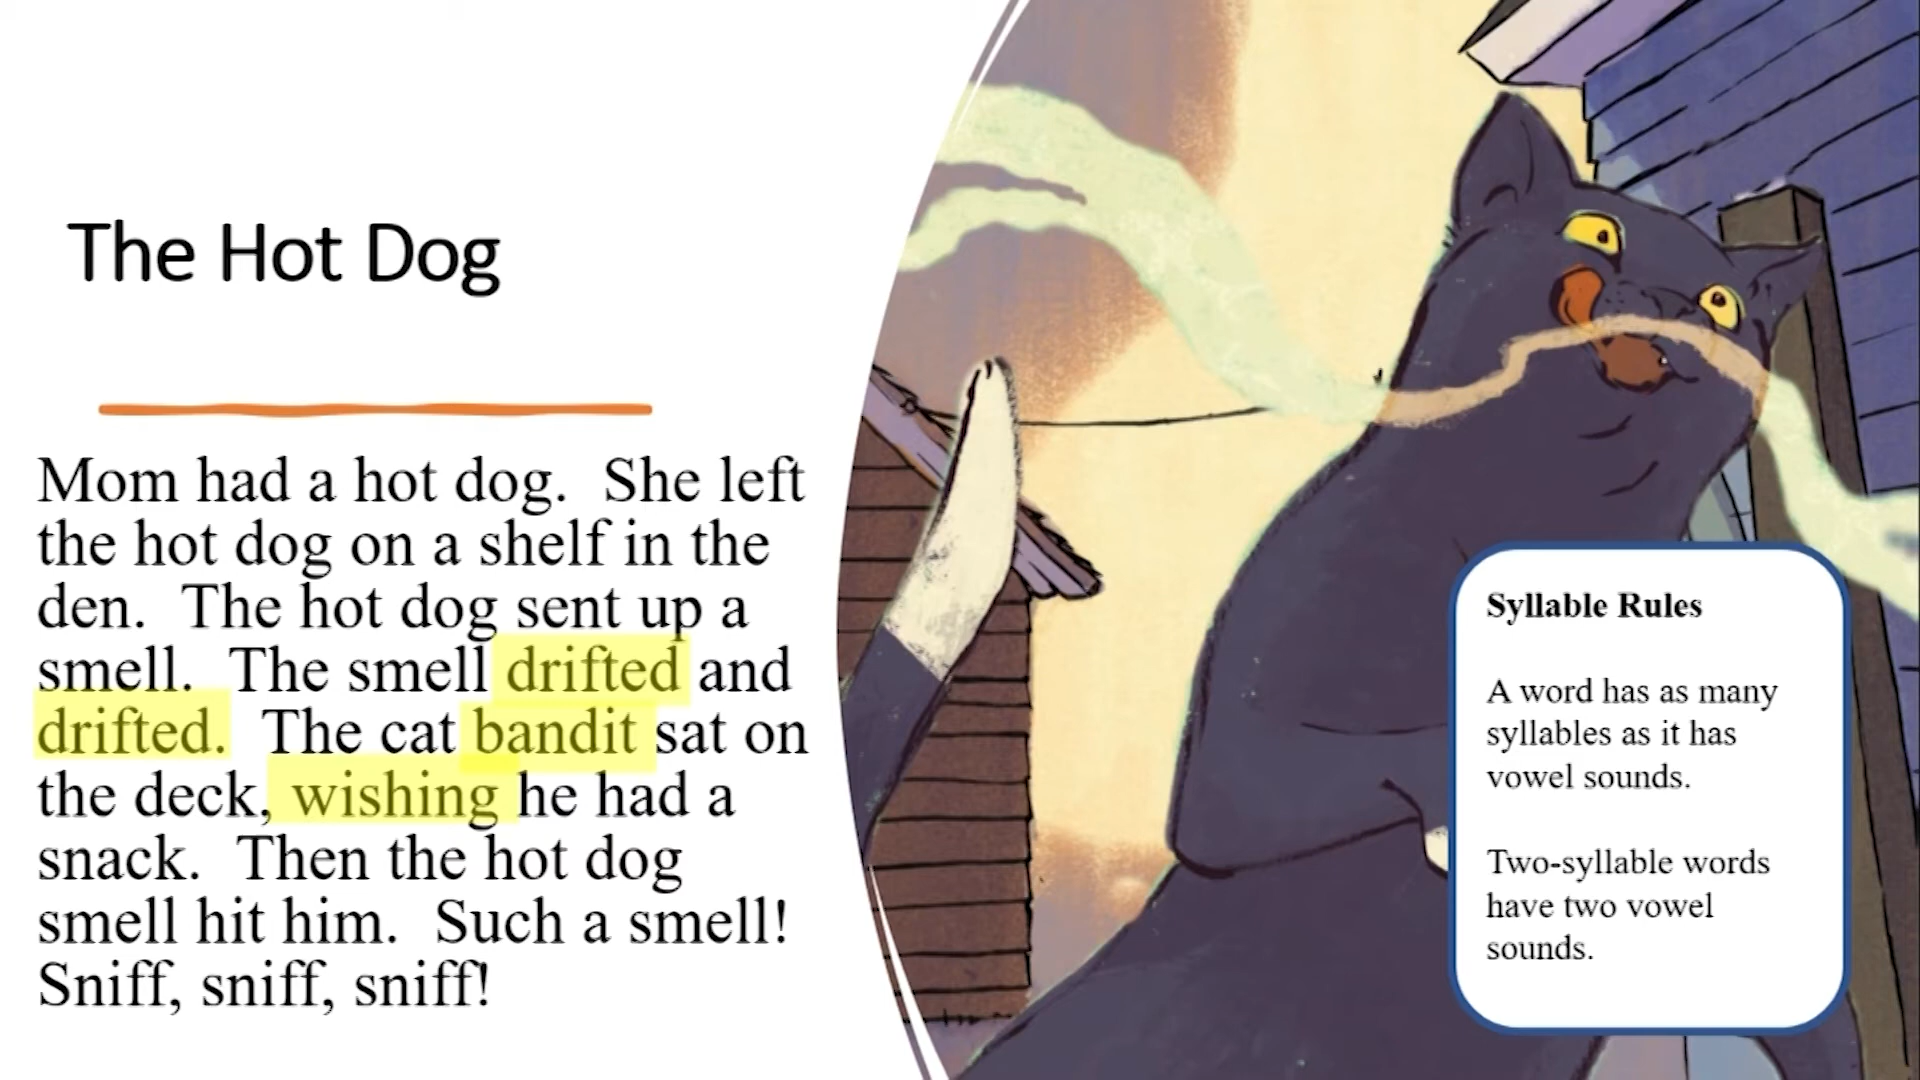 The Hot Dog
Mom had a hot dog.  She left
the hot dog on a shelf in the
den.  The hot dog sent up a
smell.  The smell drifted and
drifted.  The cat bandit sat on
the deck, wishing he had a
snack.  Then the hot dog
smell hit him.  Such a smell!
Sniff, sniff, sniff!
Syllable Rules
A word has as many
syllables as it has
vowel sounds.
Two-syllable words
have two vowel
sounds.